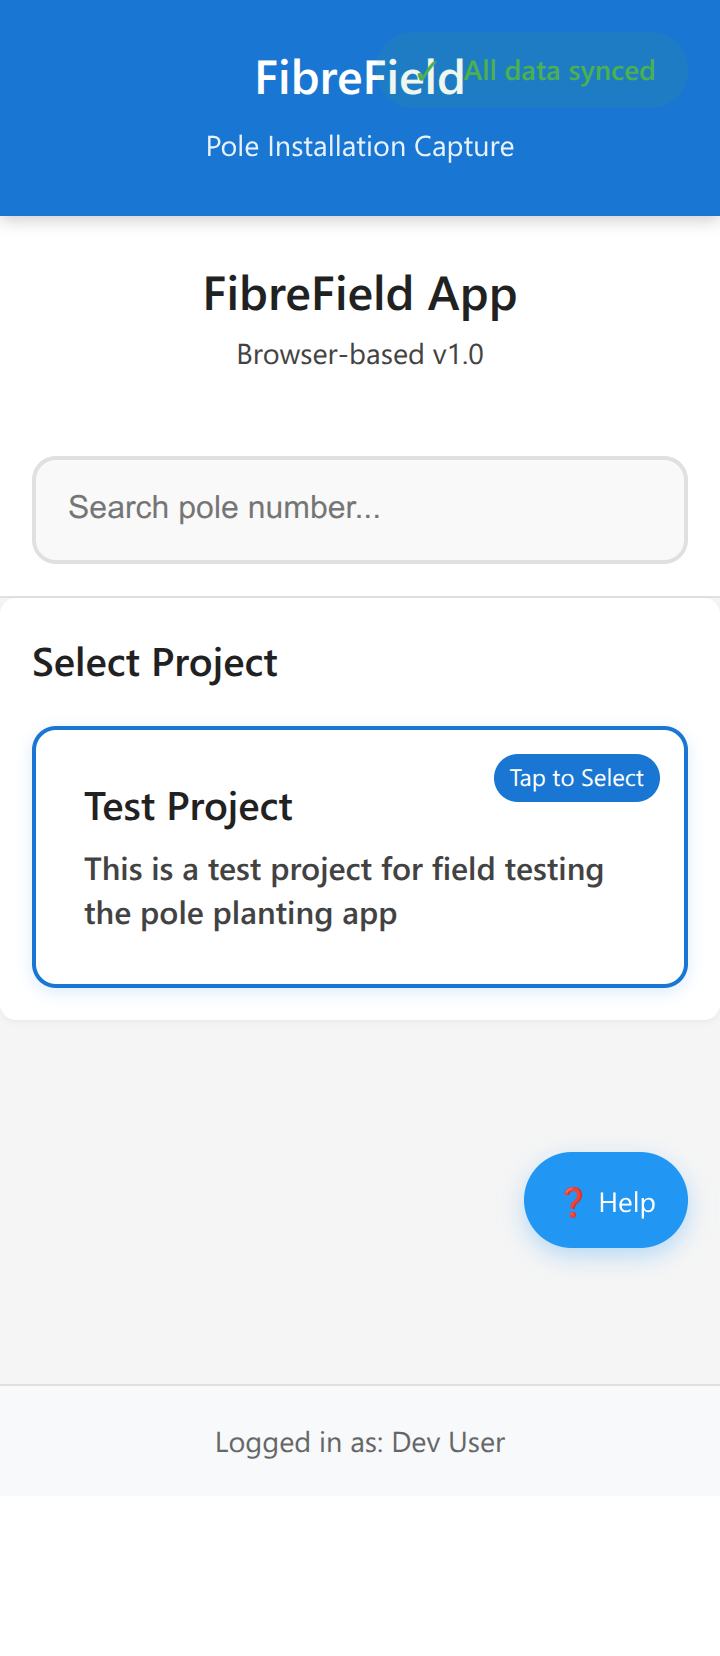 FibreField
✓ All data synced
Pole Installation Capture
FibreField App
Browser-based v1.0
Search pole number...
Select Project
Tap to Select
Test Project
This is a test project for field testing
the pole planting app
❓ Help
Logged in as: Dev User